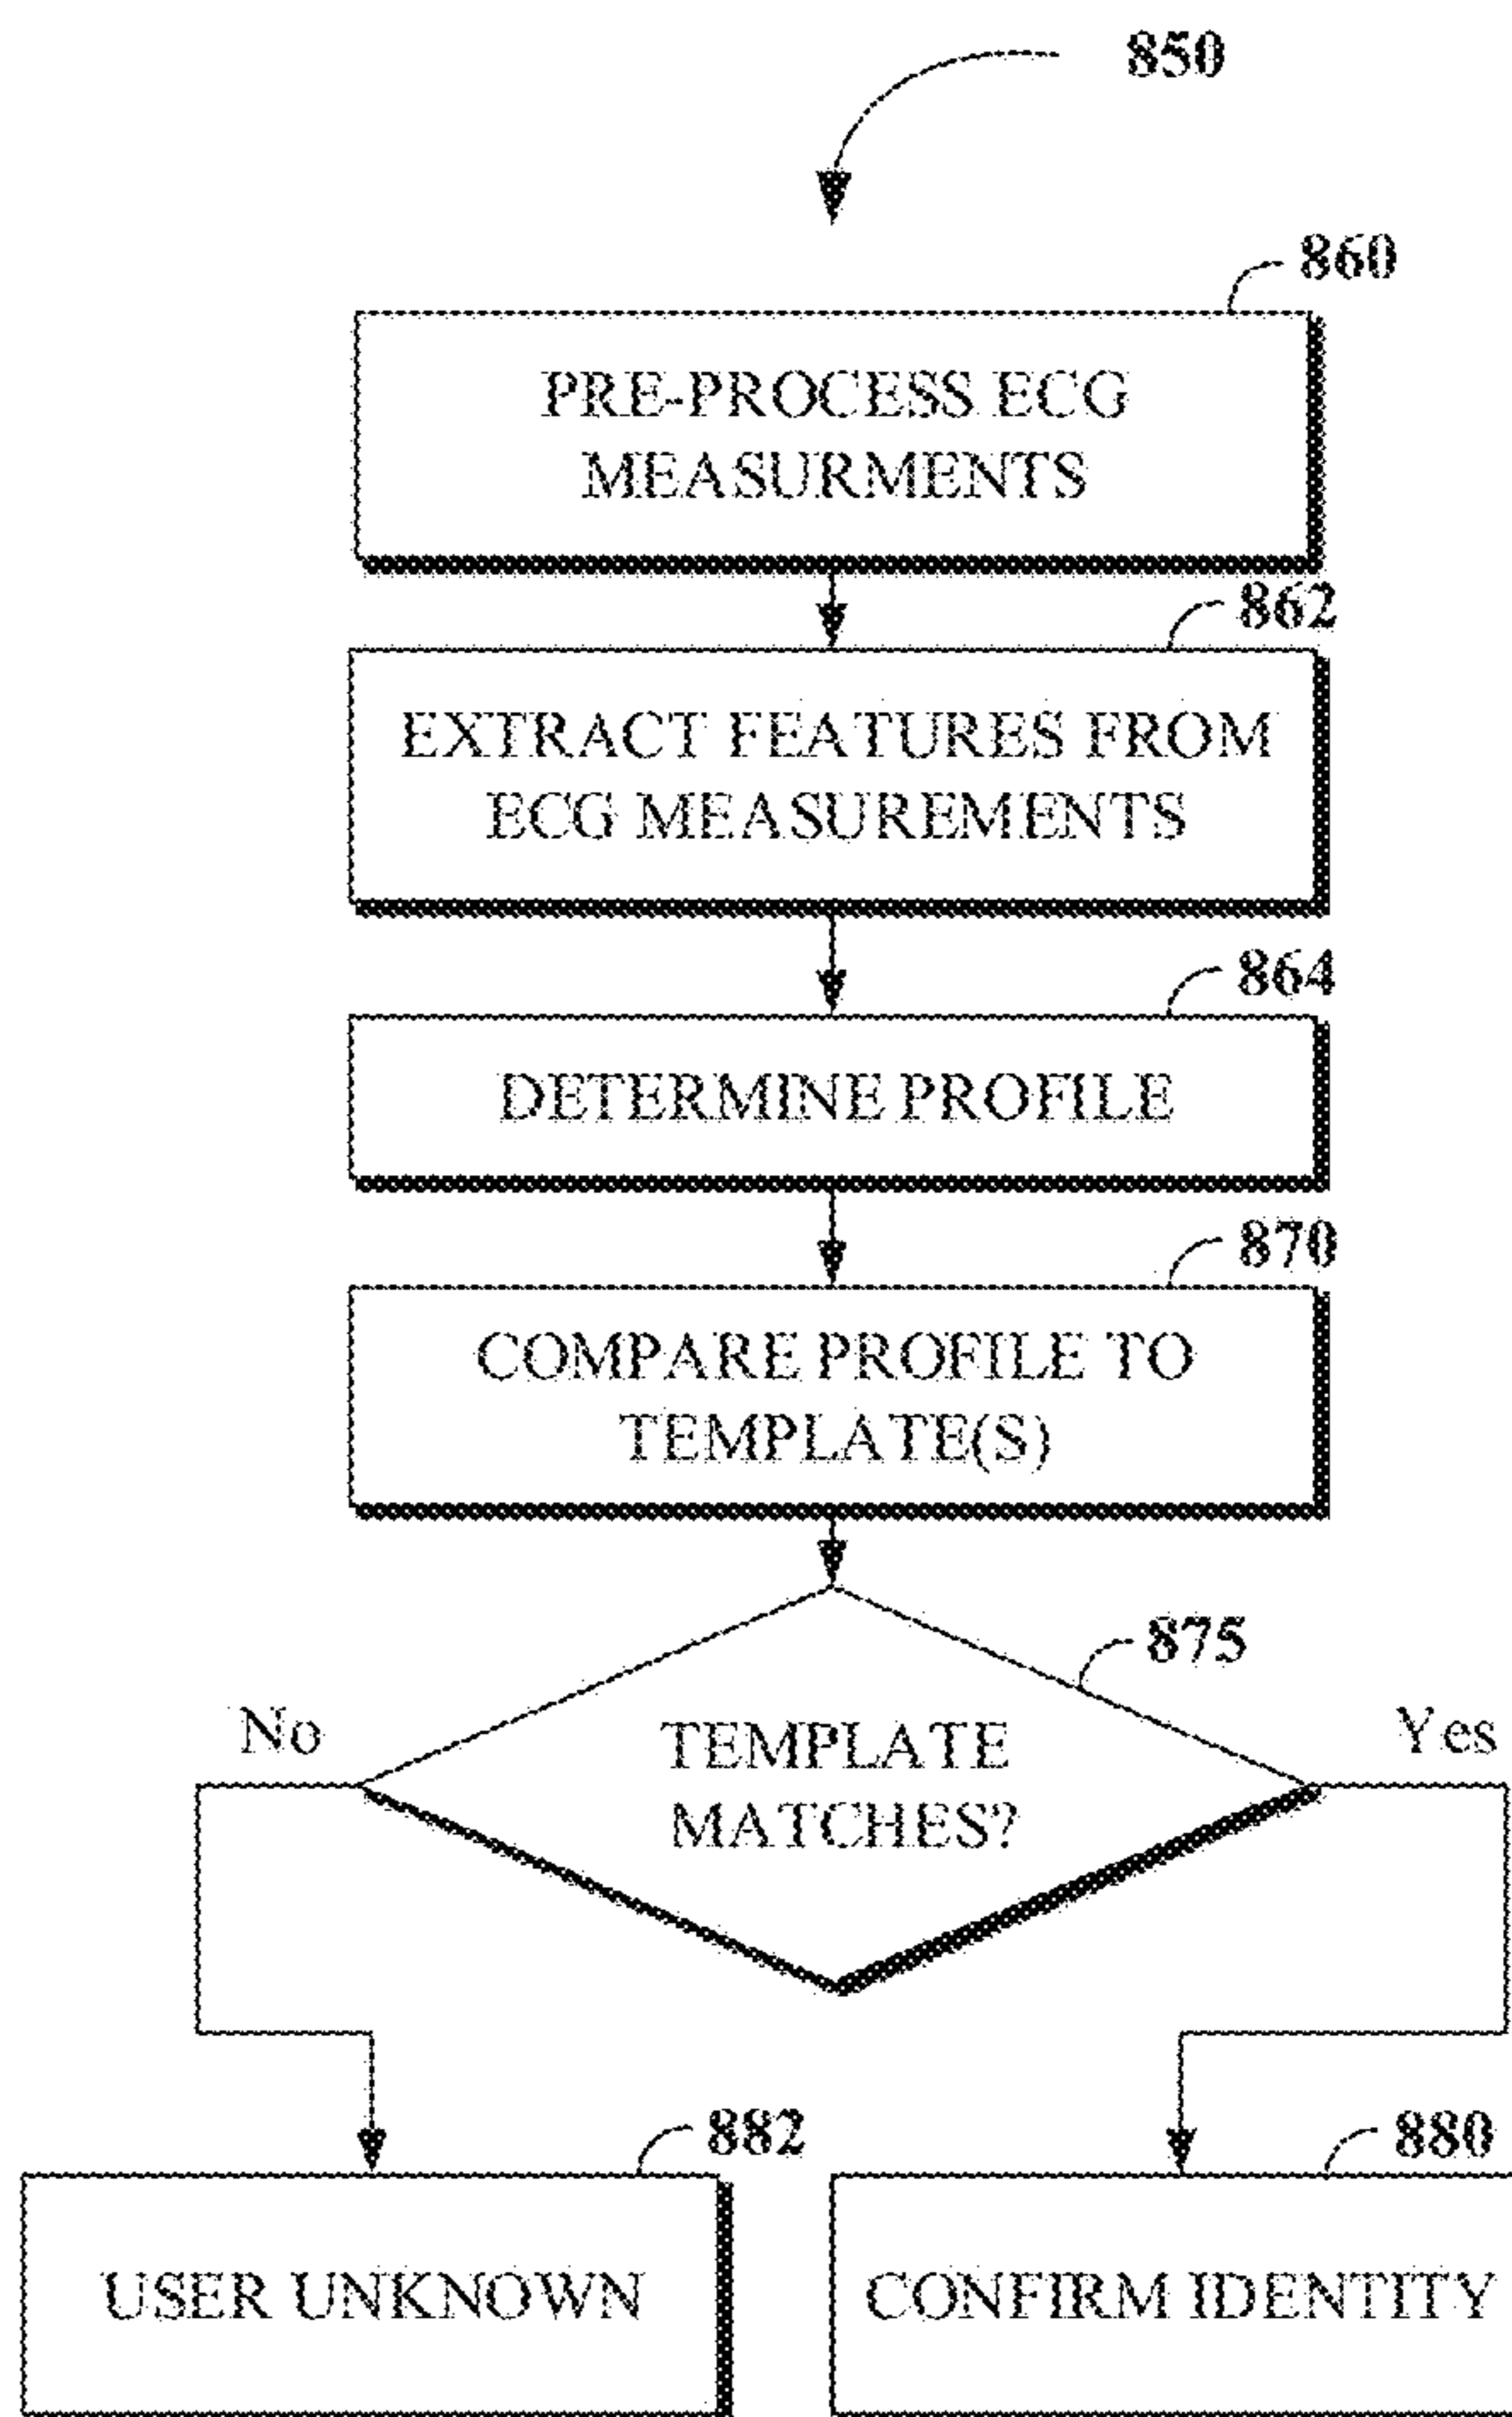 850
860
PRE-PROCESS ECG
MEASURMENTS
862
EXTRACT FEATURES FROM
ECG MEASUREMENTS
864
DETERMINE PROFILE
870
COMPARE PROFILE TO
TEMPLATE(S)
875
No
TEMPLATE
MATCHES?
Yes
882
USER UNKNOWN
880
CONFIRM IDENTITY